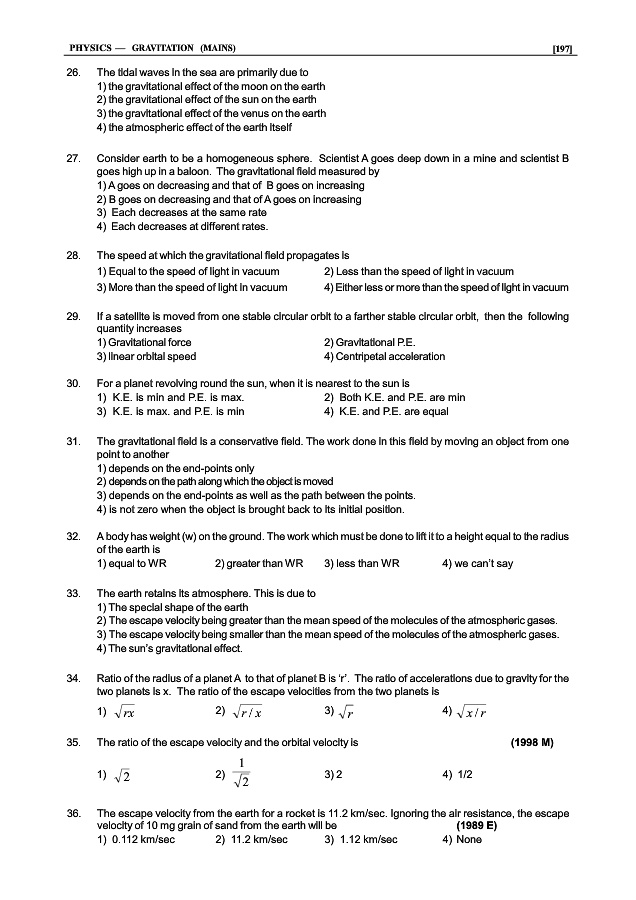 PHYSICS — GRAVITATION (MAINS) [197]
26. The tidal waves in the sea are primarily due to
1) the gravitational effect of the moon on the earth
2) the gravitational effect of the sun on the earth
3) the gravitational effect of the venus on the earth
4) the atmospheric effect of the earth itself
27. Consider earth to be a homogeneous sphere. Scientist A goes deep down in a mine and scientist B
goes high up in a baloon. The gravitational field measured by
1) A goes on decreasing and that of B goes on increasing
2) B goes on decreasing and that of A goes on increasing
3) Each decreases at the same rate
4) Each decreases at different rates.
28. The speed at which the gravitational field propagates is
1) Equal to the speed of light in vacuum 2) Less than the speed of light in vacuum
3) More than the speed of light in vacuum 4) Either less or more than the speed of light in vacuum
29. If a satellite is moved from one stable circular orbit to a farther stable circular orbit, then the following
quantity increases
1) Gravitational force 2) Gravitational P.E.
3) linear orbital speed 4) Centripetal acceleration
30. For a planet revolving round the sun, when it is nearest to the sun is
1) K.E. is min and P.E. is max. 2) Both K.E. and P.E. are min
3) K.E. is max. and P.E. is min 4) K.E. and P.E. are equal
31. The gravitational field is a conservative field. The work done in this field by moving an object from one
point to another
1) depends on the end-points only
2) depends on the path along which the object is moved
3) depends on the end-points as well as the path between the points.
4) is not zero when the object is brought back to its initial position.
32. A body has weight (w) on the ground. The work which must be done to lift it to a height equal to the radius
of the earth is
1) equal to WR 2) greater than WR 3) less than WR 4) we can't say
33. The earth retains its atmosphere. This is due to
1) The special shape of the earth
2) The escape velocity being greater than the mean speed of the molecules of the atmospheric gases.
3) The escape velocity being smaller than the mean speed of the molecules of the atmospheric gases.
4) The sun's gravitational effect.
34. Ratio of the radius of a planet A to that of planet B is 'r'. The ratio of accelerations due to gravity for the
two planets is x. The ratio of the escape velocities from the two planets is
1) √rx 2) √r/x 3) √r 4) √x/r
35. The ratio of the escape velocity and the orbital velocity is (1998 M)
1) √2 2) 1/√2 3) 2 4) 1/2
36. The escape velocity from the earth for a rocket is 11.2 km/sec. Ignoring the air resistance, the escape
velocity of 10 mg grain of sand from the earth will be (1989 E)
1) 0.112 km/sec 2) 11.2 km/sec 3) 1.12 km/sec 4) None